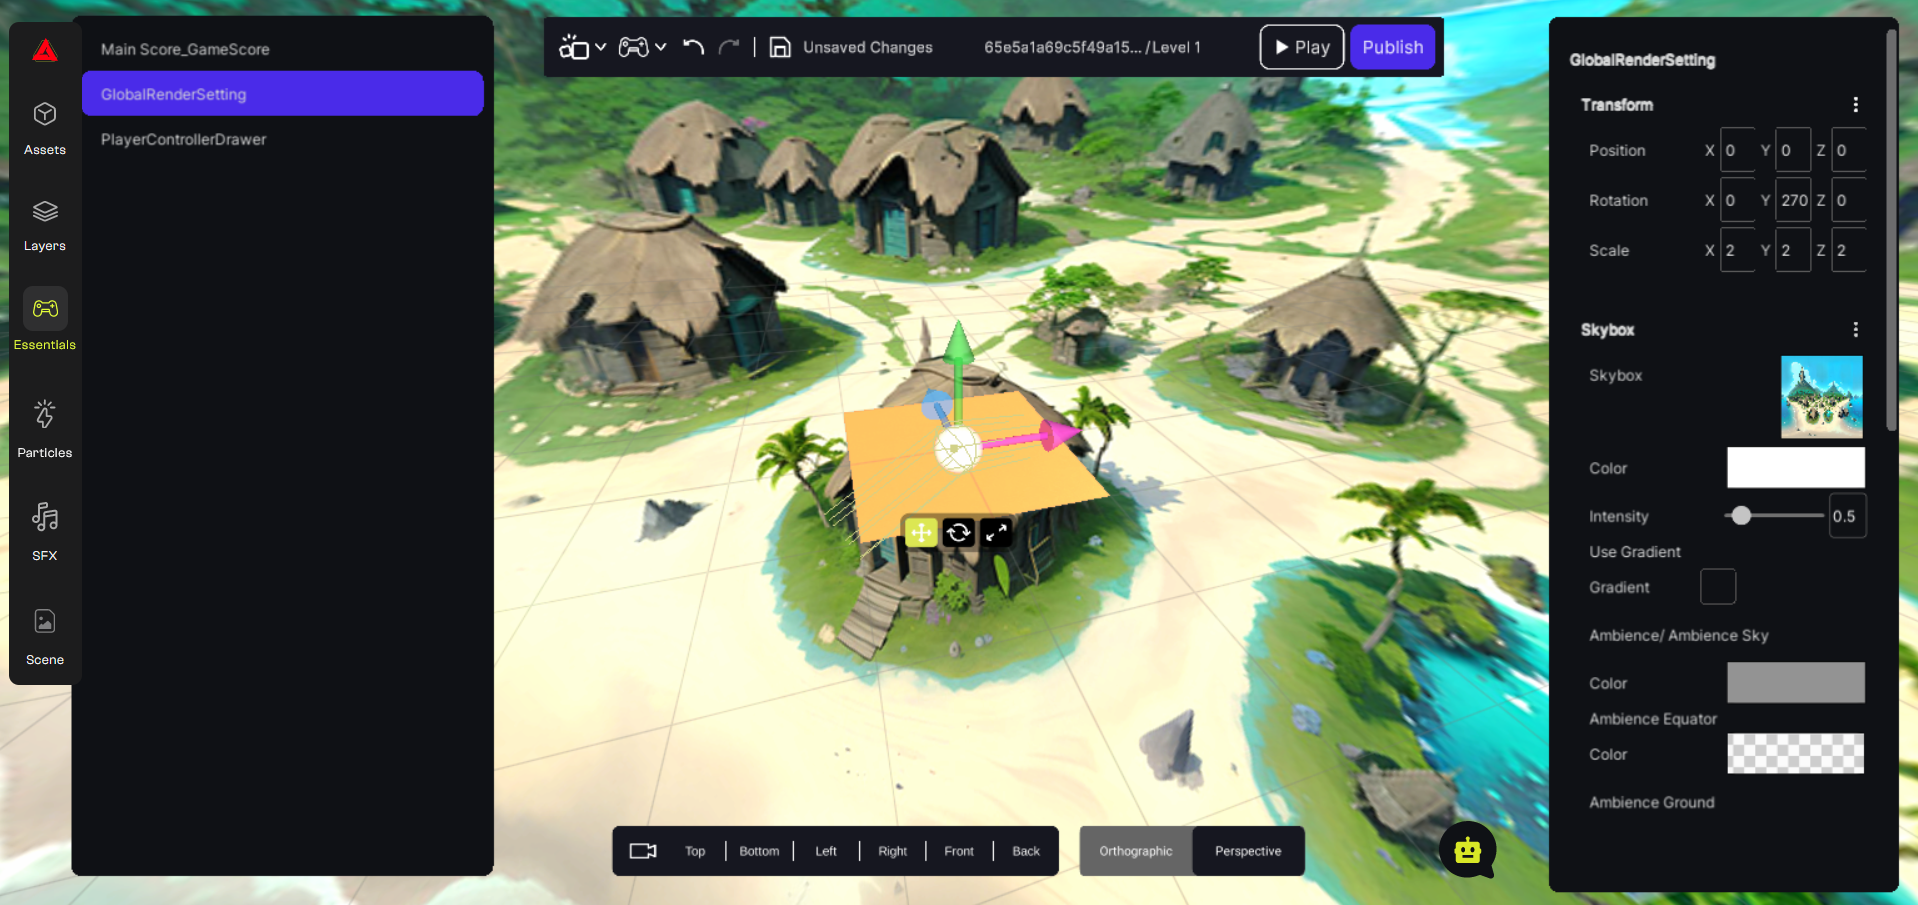 Assets
Layers
Essentials
Particles
SFX
Scene
Main Score_GameScore
GlobalRenderSetting
PlayerControllerDrawer
Unsaved Changes
65e5a1a69c5f49a15... / Level 1
Play
Publish
Top
Bottom
Left
Right
Front
Back
Orthographic
Perspective
GlobalRenderSetting
Transform
Position X 0 Y 0 Z 0
Rotation X 0 Y 270 Z 0
Scale X 2 Y 2 Z 2
Skybox
Skybox
Color
Intensity 0.5
Use Gradient
Gradient
Ambience/ Ambience Sky
Color
Ambience Equator
Color
Ambience Ground